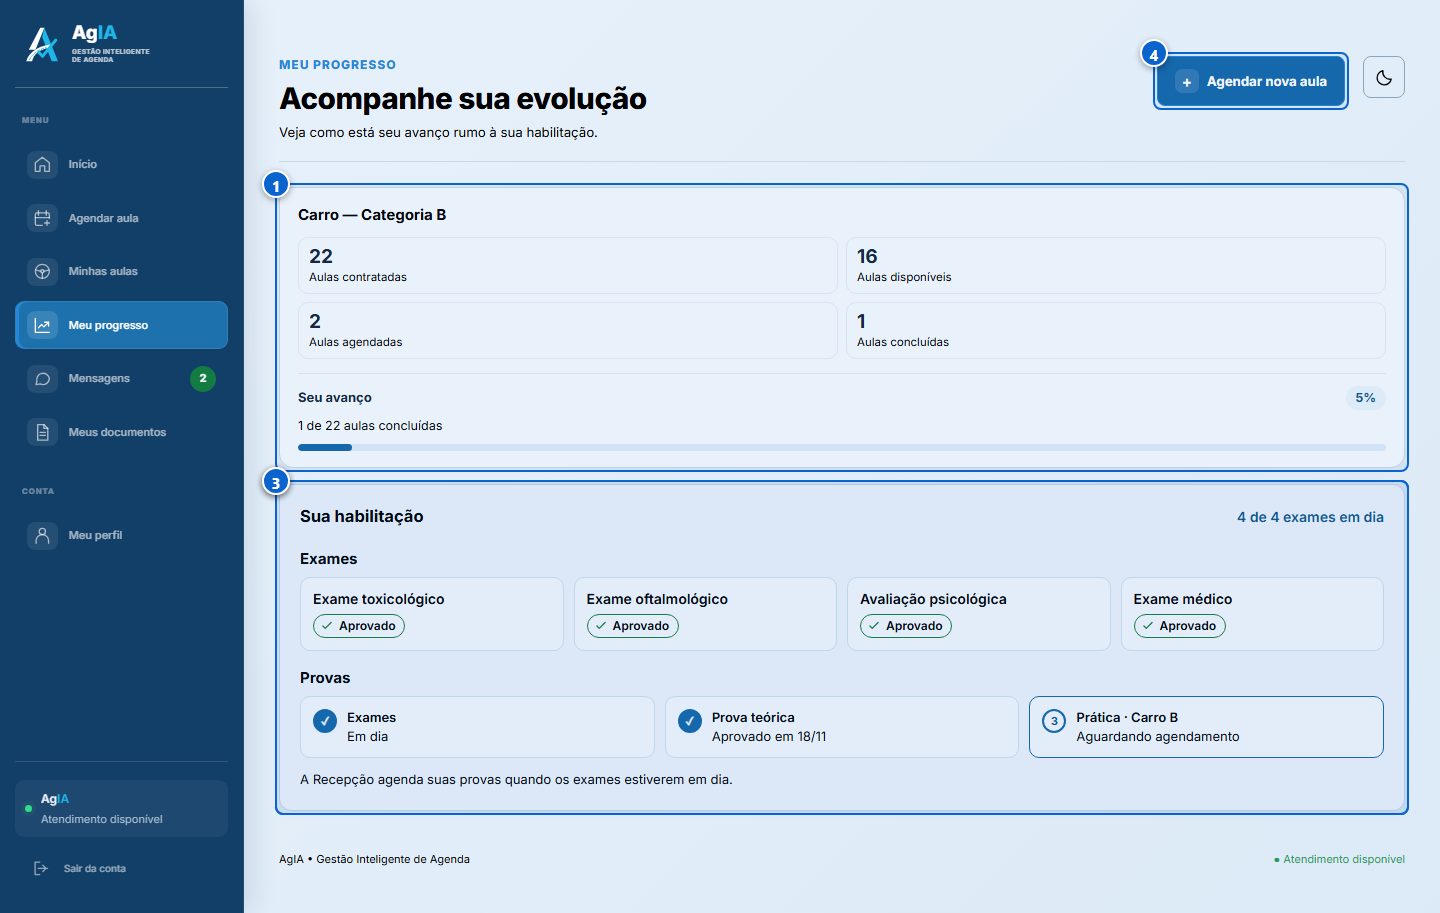 AgIA
GESTÃO INTELIGENTE
DE AGENDA
MENU
Início
Agendar aula
Minhas aulas
Meu progresso
Mensagens
2
Meus documentos
CONTA
Meu perfil
AgIA
Atendimento disponível
Sair da conta
MEU PROGRESSO
Acompanhe sua evolução
Veja como está seu avanço rumo à sua habilitação.
4
+ Agendar nova aula
1
Carro — Categoria B
22
Aulas contratadas
16
Aulas disponíveis
2
Aulas agendadas
1
Aulas concluídas
Seu avanço
5%
1 de 22 aulas concluídas
3
Sua habilitação
4 de 4 exames em dia
Exames
Exame toxicológico
✓ Aprovado
Exame oftalmológico
✓ Aprovado
Avaliação psicológica
✓ Aprovado
Exame médico
✓ Aprovado
Provas
✓ Exames
Em dia
✓ Prova teórica
Aprovado em 18/11
3 Prática · Carro B
Aguardando agendamento
A Recepção agenda suas provas quando os exames estiverem em dia.
AgIA • Gestão Inteligente de Agenda
● Atendimento disponível